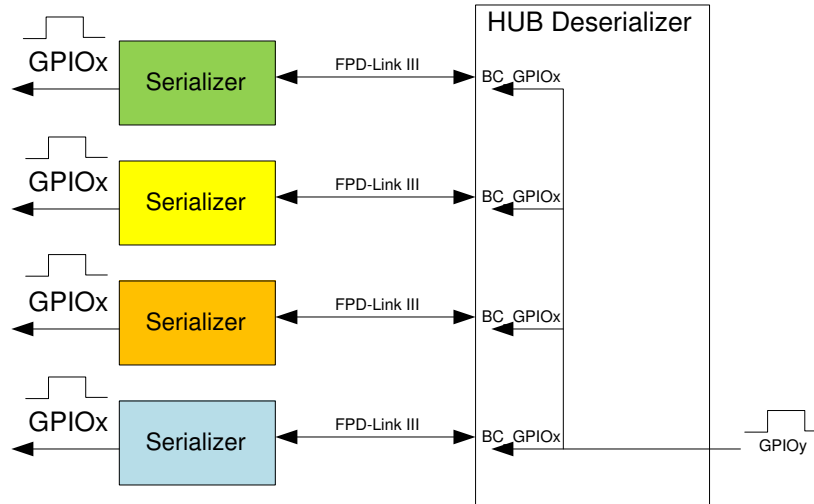 HUB Deserializer
GPIOx
Serializer
FPD-Link III
BC_GPIOx
GPIOx
Serializer
FPD-Link III
BC_GPIOx
GPIOx
Serializer
FPD-Link III
BC_GPIOx
GPIOx
Serializer
FPD-Link III
BC_GPIOx
GPIOy